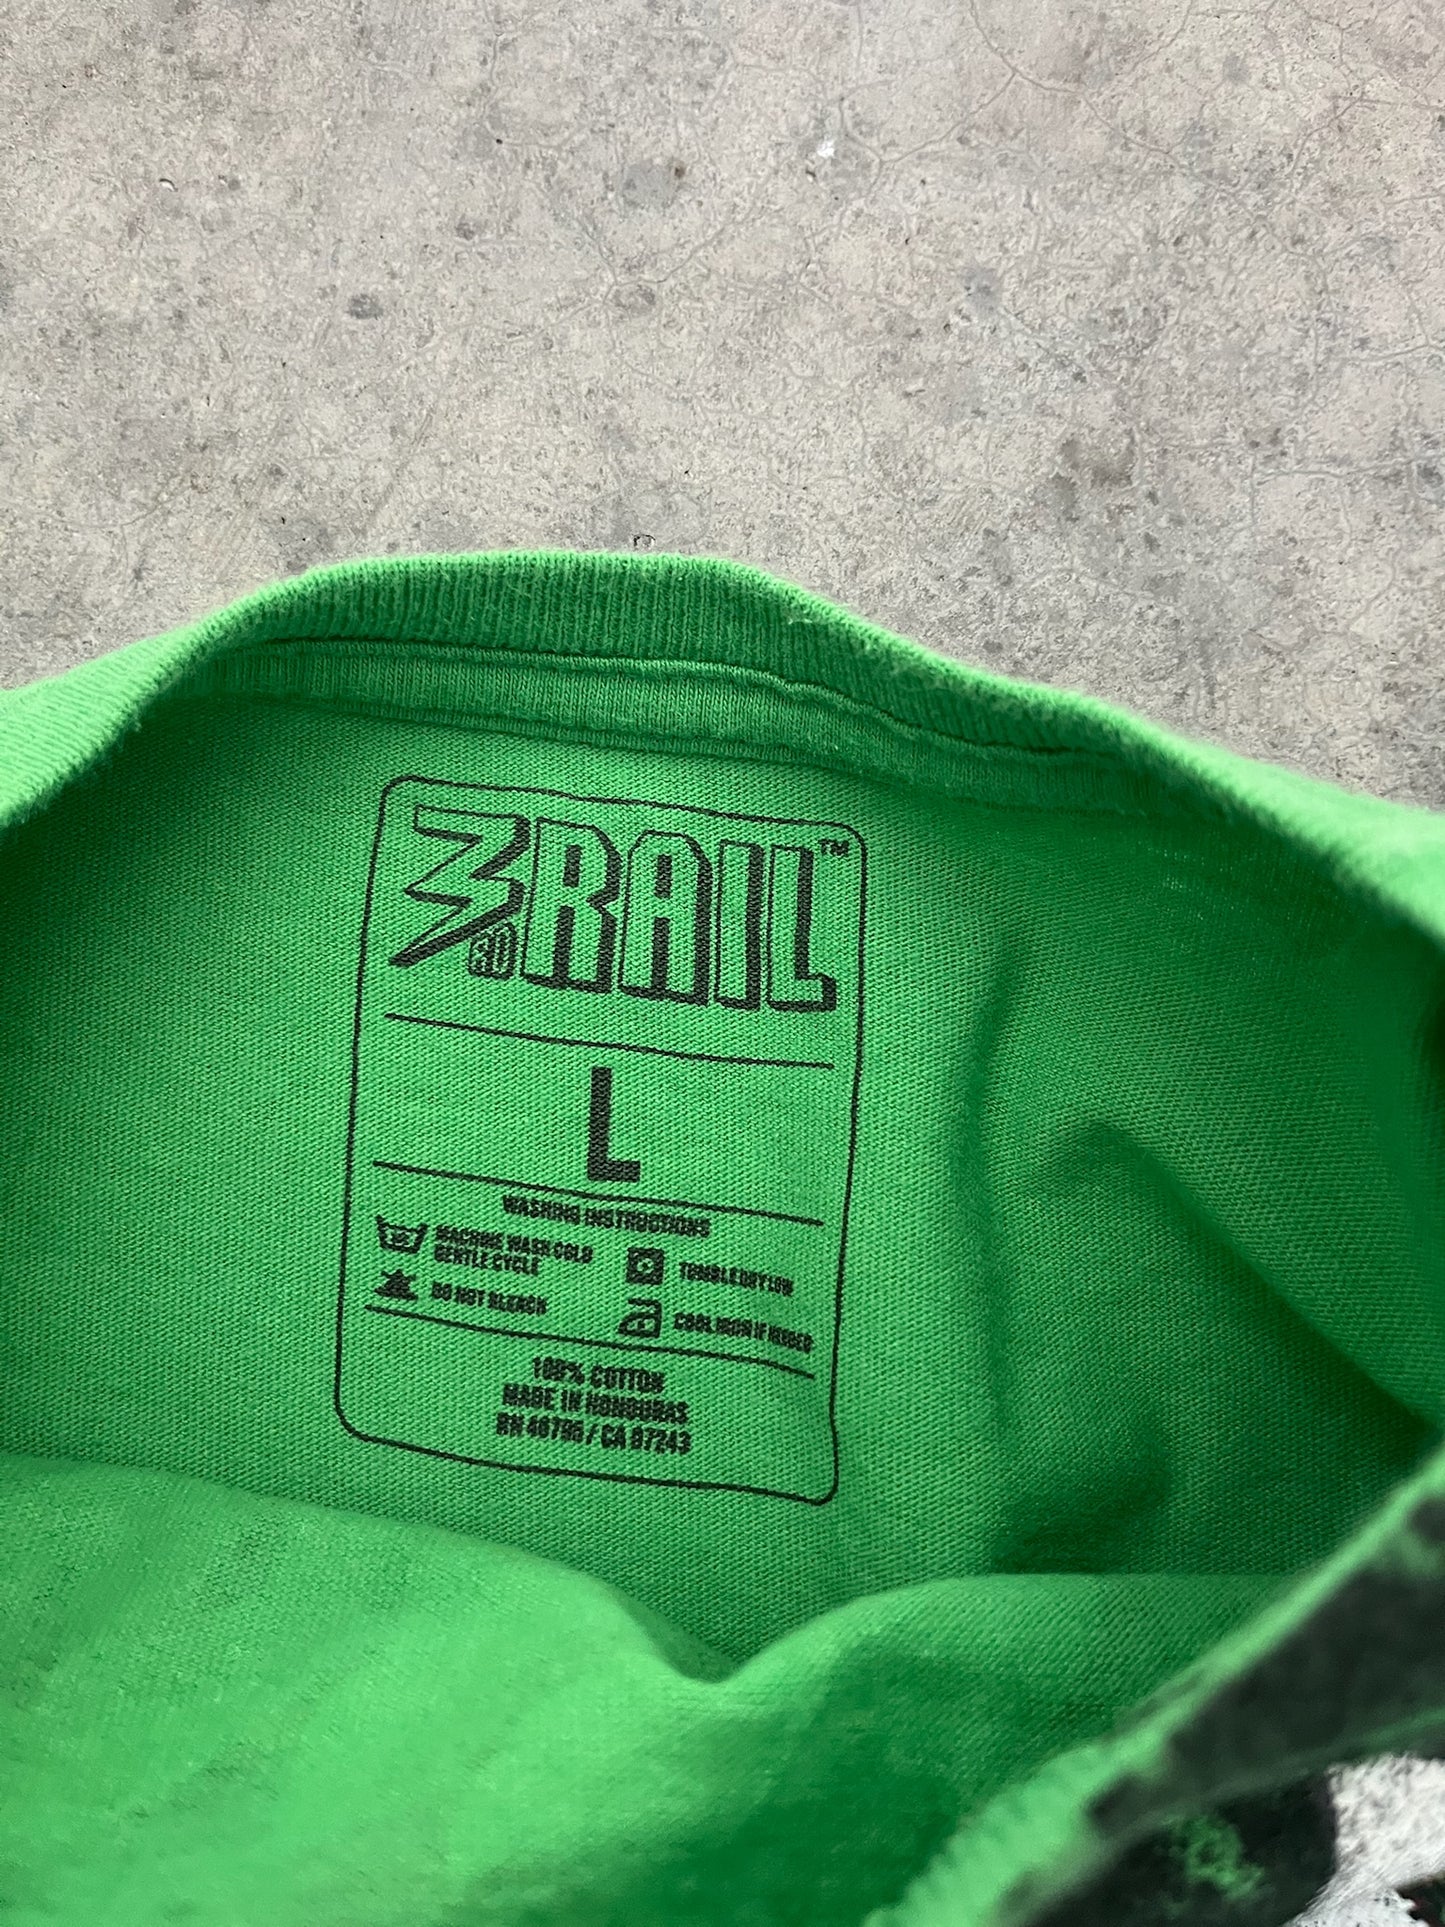 3RD RAIL™
L
WASHING INSTRUCTIONS
MACHINE WASH COLD
GENTLE CYCLE
TUMBLE DRY LOW
DO NOT BLEACH
COOL IRON IF NEEDED
100% COTTON
MADE IN HONDURAS
RN 40795 / CA 87243